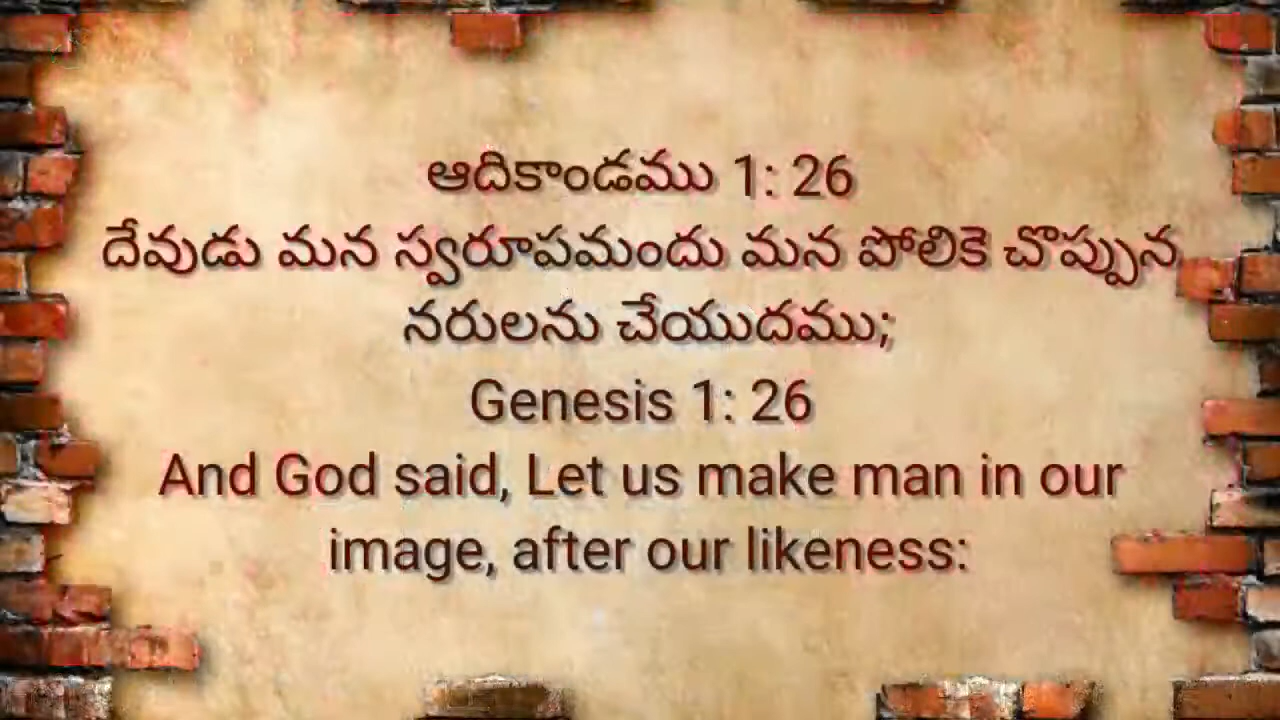 ఆదికాండము 1: 26
దేవుడు మన స్వరూపమందు మన పోలికె చొప్పున
నరులను చేయుదము;
Genesis 1: 26
And God said, Let us make man in our
image, after our likeness: